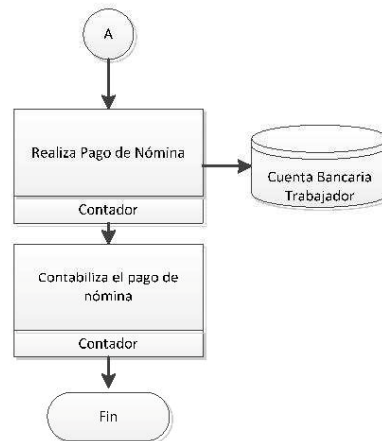 A
Realiza Pago de Nómina
Cuenta Bancaria
Trabajador
Contador
Contabiliza el pago de
nómina
Contador
Fin